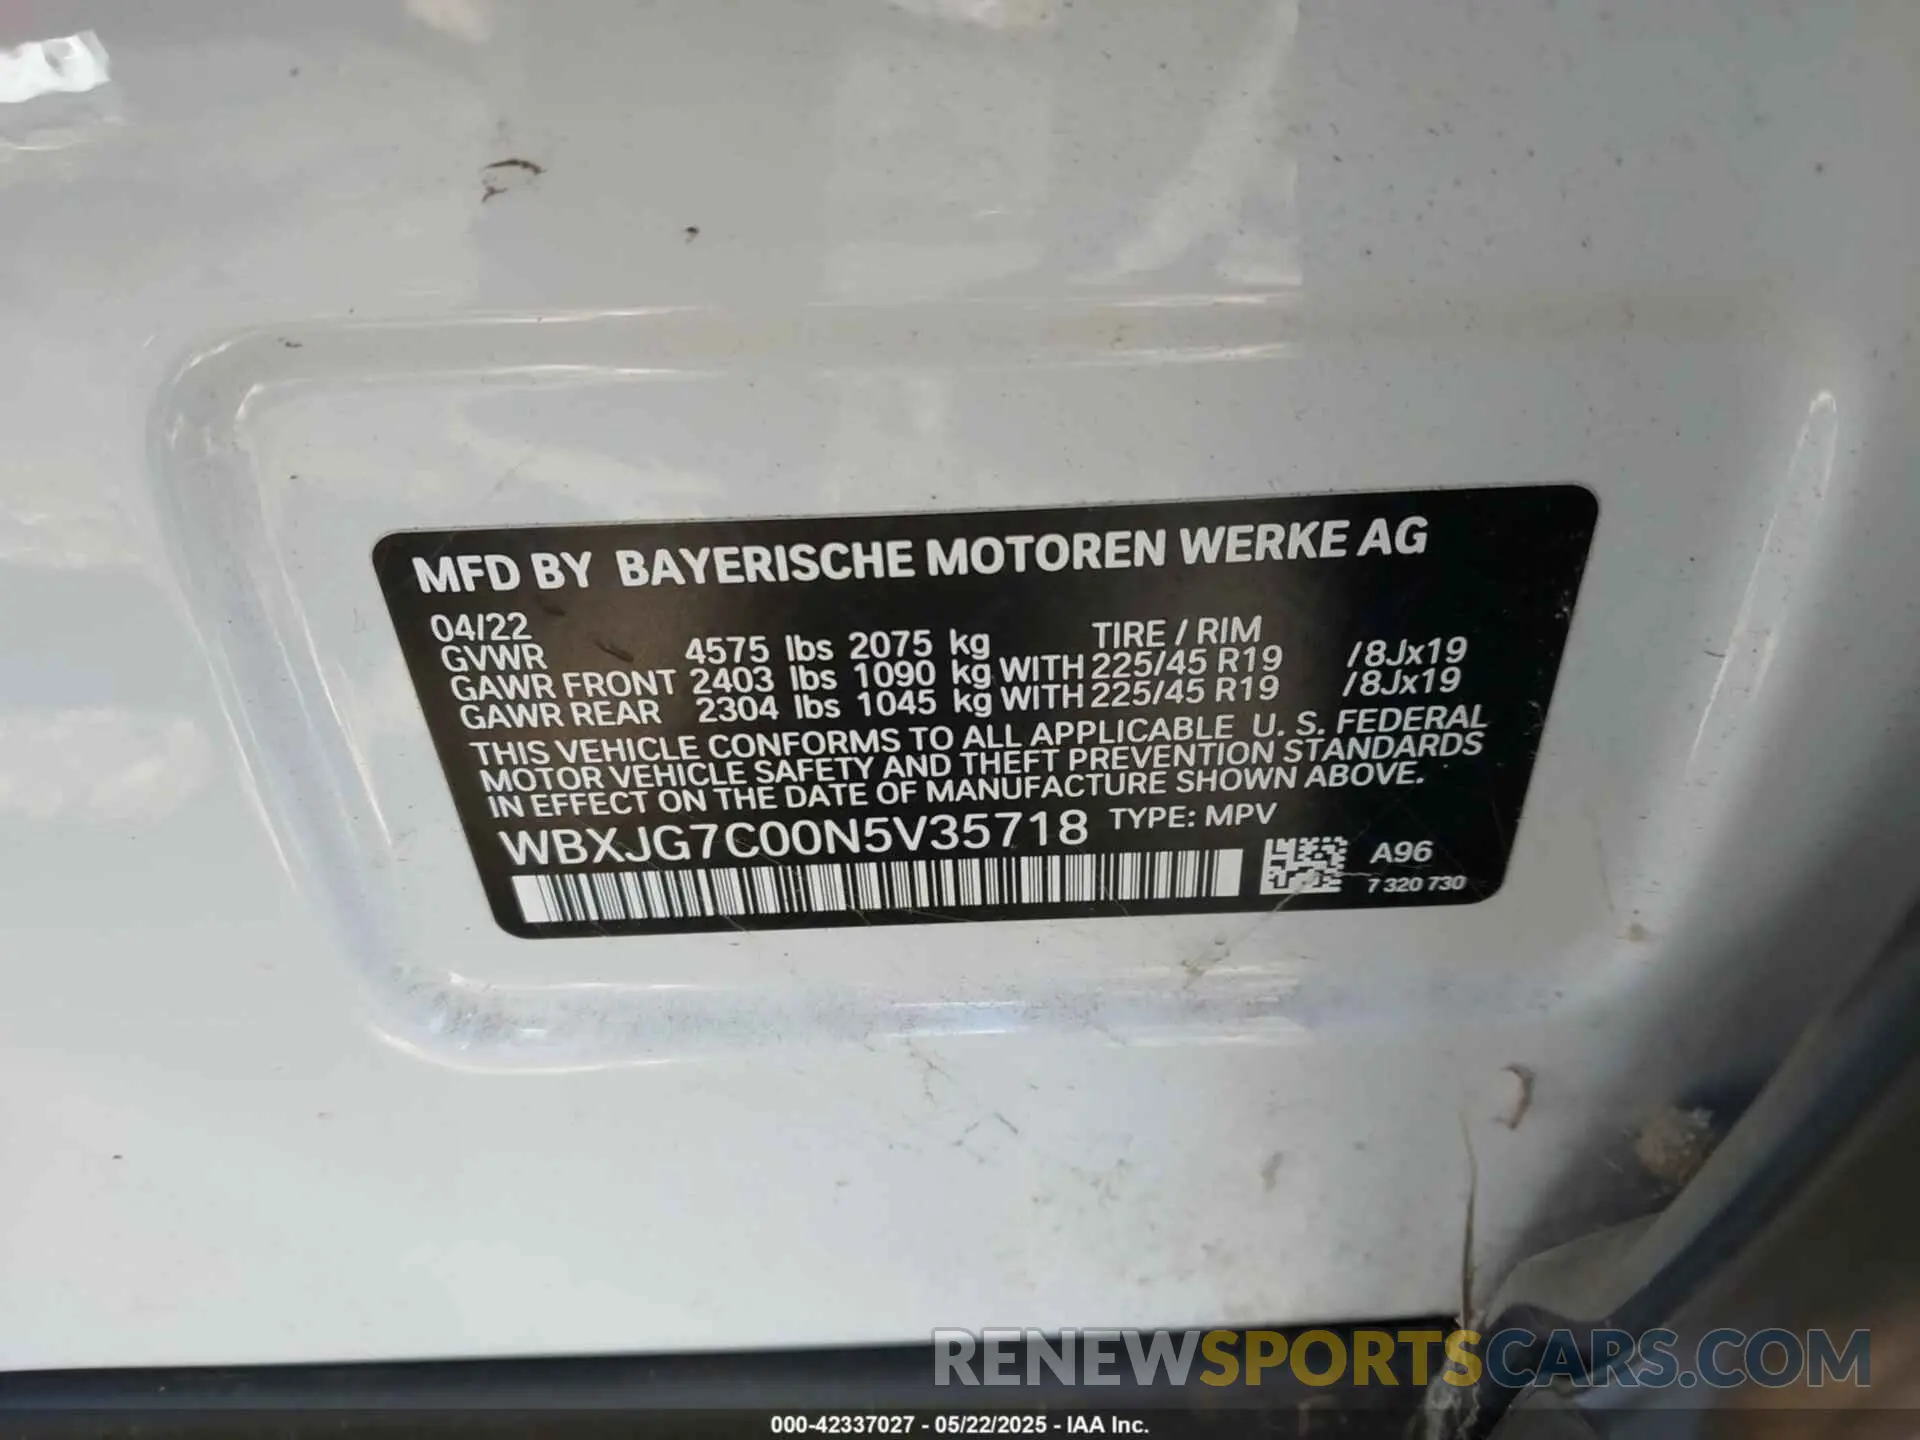 MFD BY BAYERISCHE MOTOREN WERKE AG
04/22 TIRE / RIM
GVWR 4575 lbs 2075 kg
GAWR FRONT 2403 lbs 1090 kg WITH 225/45 R19 /8Jx19
GAWR REAR 2304 lbs 1045 kg WITH 225/45 R19 /8Jx19
THIS VEHICLE CONFORMS TO ALL APPLICABLE U. S. FEDERAL
MOTOR VEHICLE SAFETY AND THEFT PREVENTION STANDARDS
IN EFFECT ON THE DATE OF MANUFACTURE SHOWN ABOVE.
WBXJG7C00N5V35718 TYPE: MPV
A96
7 320 730
RENEWSPORTSCARS.COM
000-42337027 - 05/22/2025 - IAA Inc.